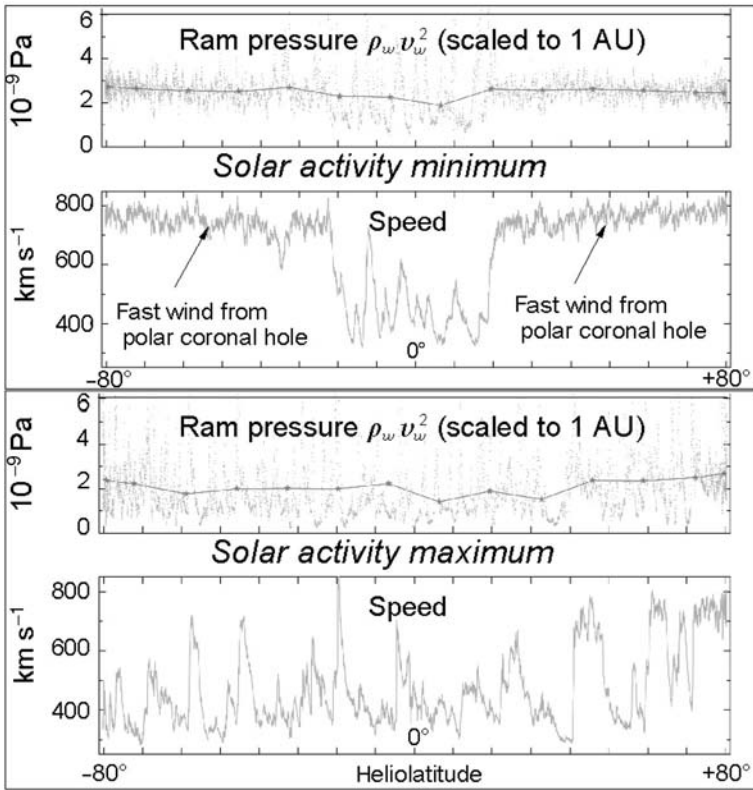 6
4
2
0
10⁻⁹ Pa
Ram pressure ρ_w υ_w² (scaled to 1 AU)
Solar activity minimum
800
600
400
km s⁻¹
Speed
Fast wind from
polar coronal hole
Fast wind from
polar coronal hole
0°
–80°
+80°
6
4
2
0
10⁻⁹ Pa
Ram pressure ρ_w υ_w² (scaled to 1 AU)
Solar activity maximum
800
600
400
km s⁻¹
Speed
0°
–80°
Heliolatitude
+80°